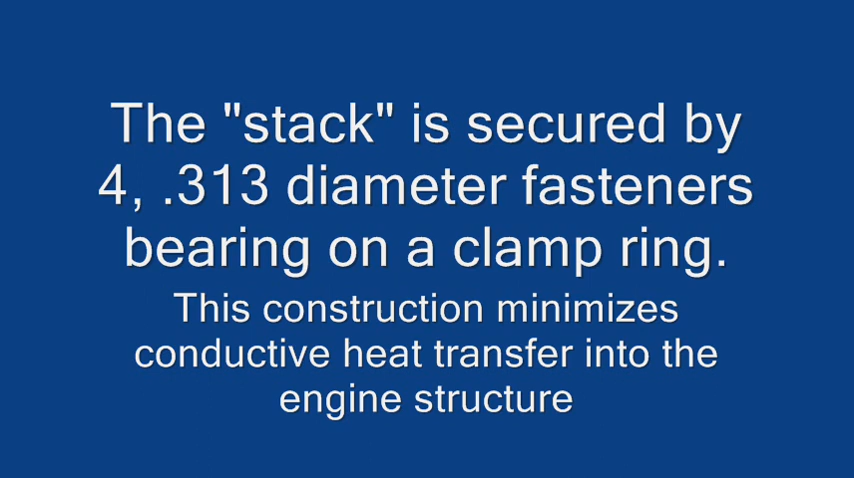 The "stack" is secured by
4, .313 diameter fasteners
bearing on a clamp ring.
This construction minimizes
conductive heat transfer into the
engine structure